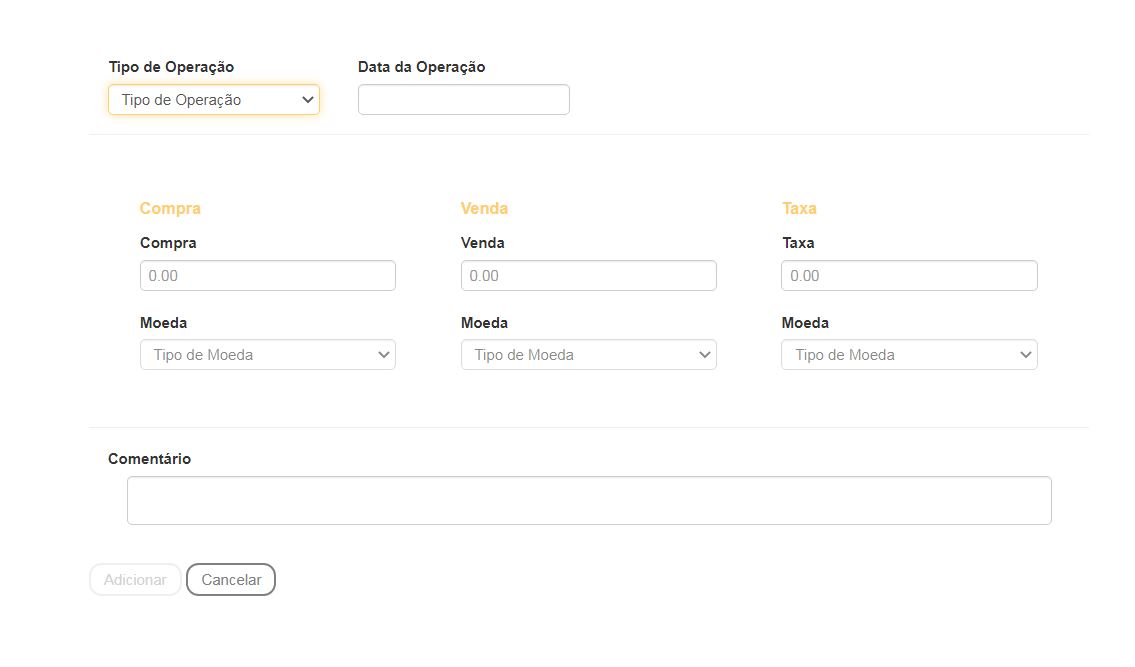 Tipo de Operação Data da Operação
Tipo de Operação
Compra Venda Taxa
Compra Venda Taxa
0.00 0.00 0.00
Moeda Moeda Moeda
Tipo de Moeda Tipo de Moeda Tipo de Moeda
Comentário
Adicionar Cancelar